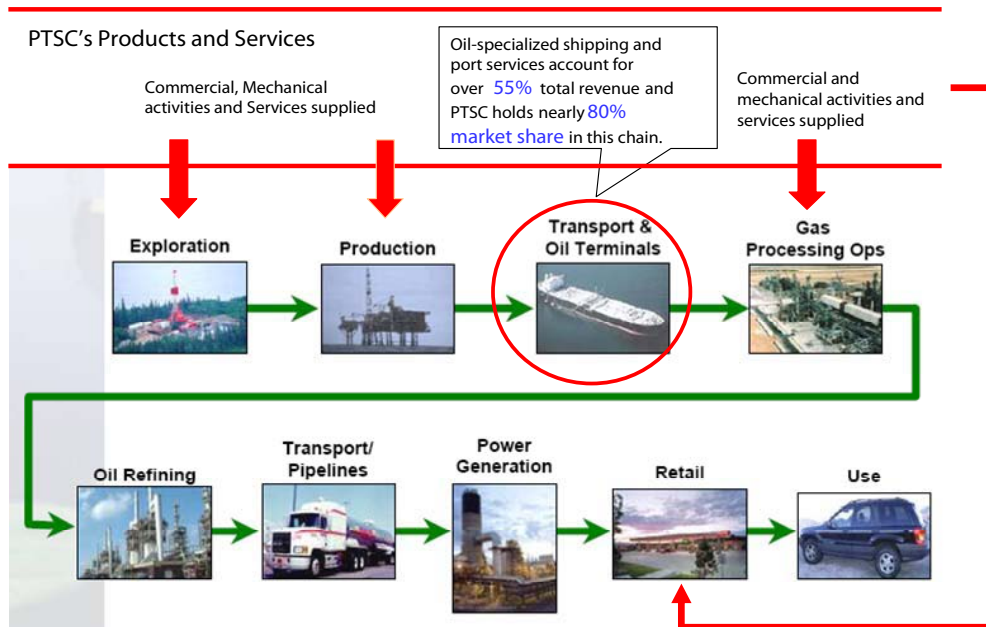 PTSC's Products and Services
Commercial, Mechanical
activities and Services supplied
Oil-specialized shipping and
port services account for
over 55% total revenue and
PTSC holds nearly 80%
market share in this chain.
Commercial and
mechanical activities and
services supplied
Exploration
Production
Transport &
Oil Terminals
Gas
Processing Ops
Oil Refining
Transport/
Pipelines
Power
Generation
Retail
Use